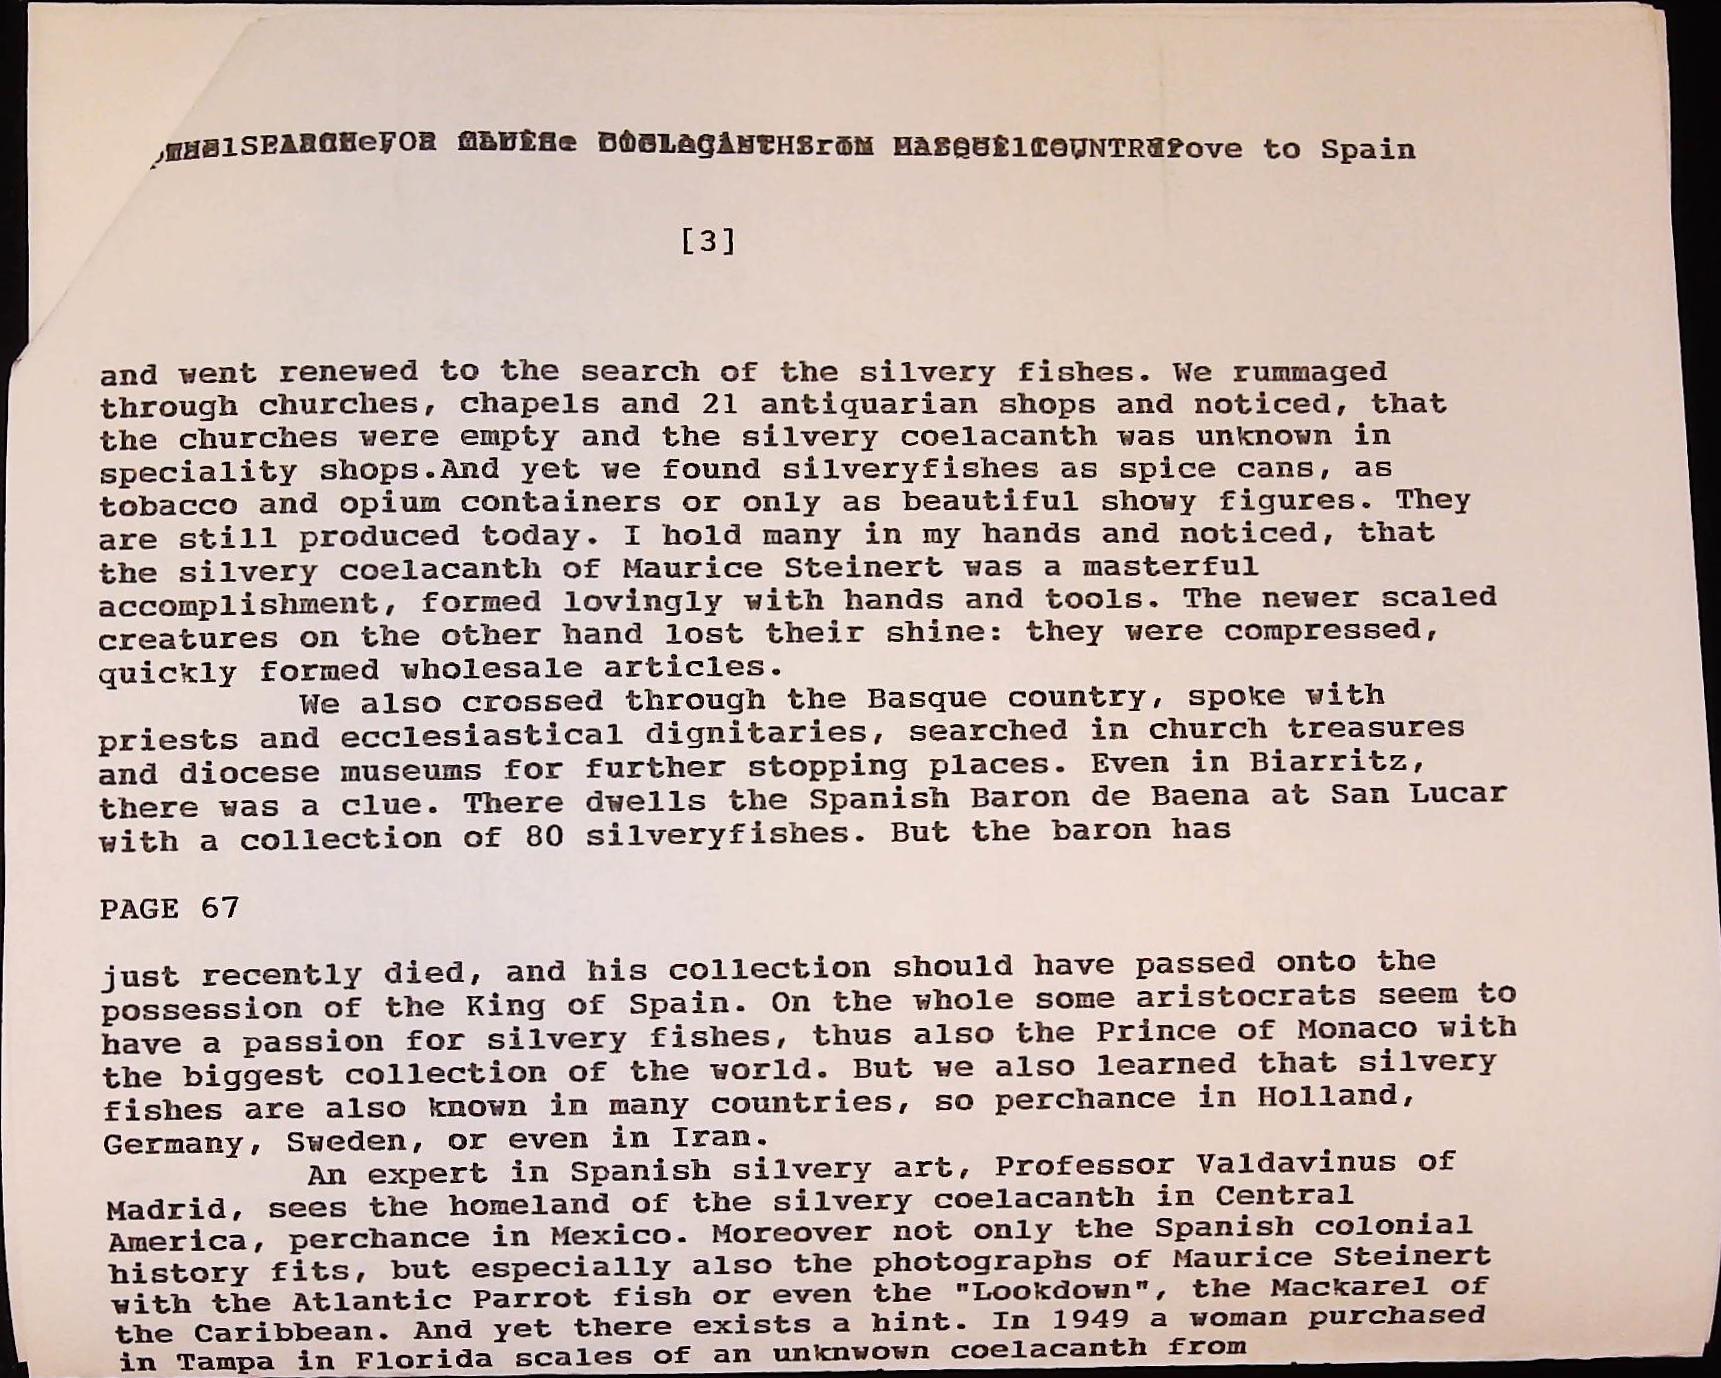 to Spain
[3]
and went renewed to the search of the silvery fishes. We rummaged
through churches, chapels and 21 antiquarian shops and noticed, that
the churches were empty and the silvery coelacanth was unknown in
speciality shops.And yet we found silveryfishes as spice cans, as
tobacco and opium containers or only as beautiful showy figures. They
are still produced today. I hold many in my hands and noticed, that
the silvery coelacanth of Maurice Steinert was a masterful
accomplishment, formed lovingly with hands and tools. The newer scaled
creatures on the other hand lost their shine: they were compressed,
quickly formed wholesale articles.
We also crossed through the Basque country, spoke with
priests and ecclesiastical dignitaries, searched in church treasures
and diocese museums for further stopping places. Even in Biarritz,
there was a clue. There dwells the Spanish Baron de Baena at San Lucar
with a collection of 80 silveryfishes. But the baron has
PAGE 67
just recently died, and his collection should have passed onto the
possession of the King of Spain. On the whole some aristocrats seem to
have a passion for silvery fishes, thus also the Prince of Monaco with
the biggest collection of the world. But we also learned that silvery
fishes are also known in many countries, so perchance in Holland,
Germany, Sweden, or even in Iran.
An expert in Spanish silvery art, Professor Valdavinus of
Madrid, sees the homeland of the silvery coelacanth in Central
America, perchance in Mexico. Moreover not only the Spanish colonial
history fits, but especially also the photographs of Maurice Steinert
with the Atlantic Parrot fish or even the "Lookdown", the Mackarel of
the Caribbean. And yet there exists a hint. In 1949 a woman purchased
in Tampa in Florida scales of an unknwown coelacanth from